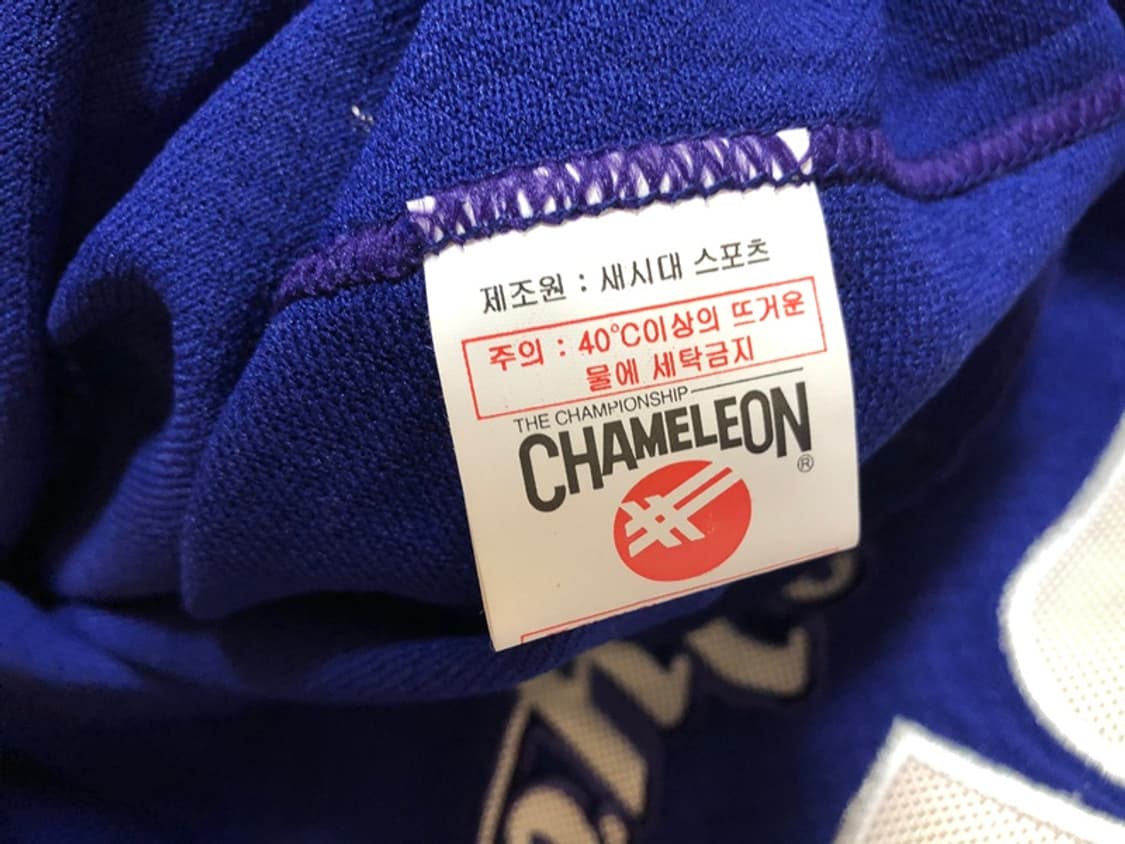 제조원 : 새시대 스포츠
주의 : 40℃이상의 뜨거운
물에 세탁금지
THE CHAMPIONSHIP
CHAMELEON
®